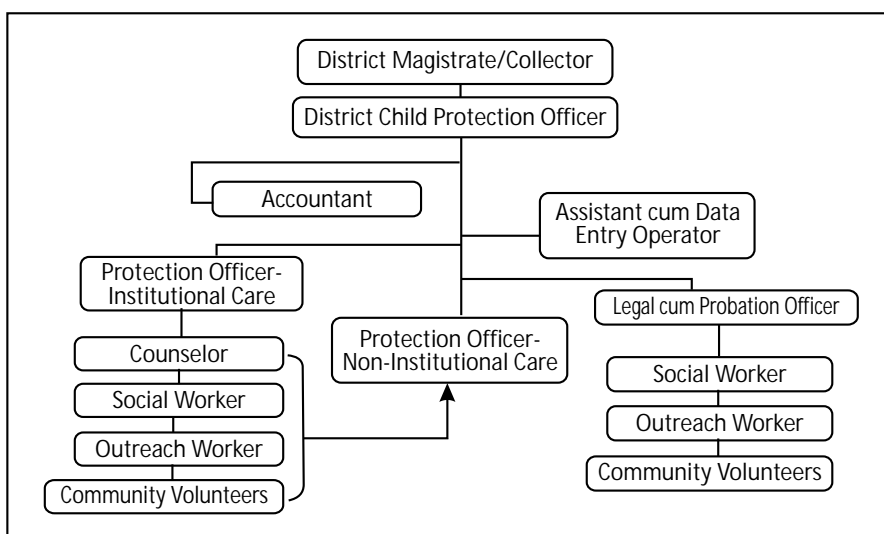 District Magistrate/Collector
District Child Protection Officer
Accountant
Assistant cum Data
Entry Operator
Protection Officer-
Institutional Care
Counselor
Social Worker
Outreach Worker
Community Volunteers
Protection Officer-
Non-Institutional Care
Legal cum Probation Officer
Social Worker
Outreach Worker
Community Volunteers